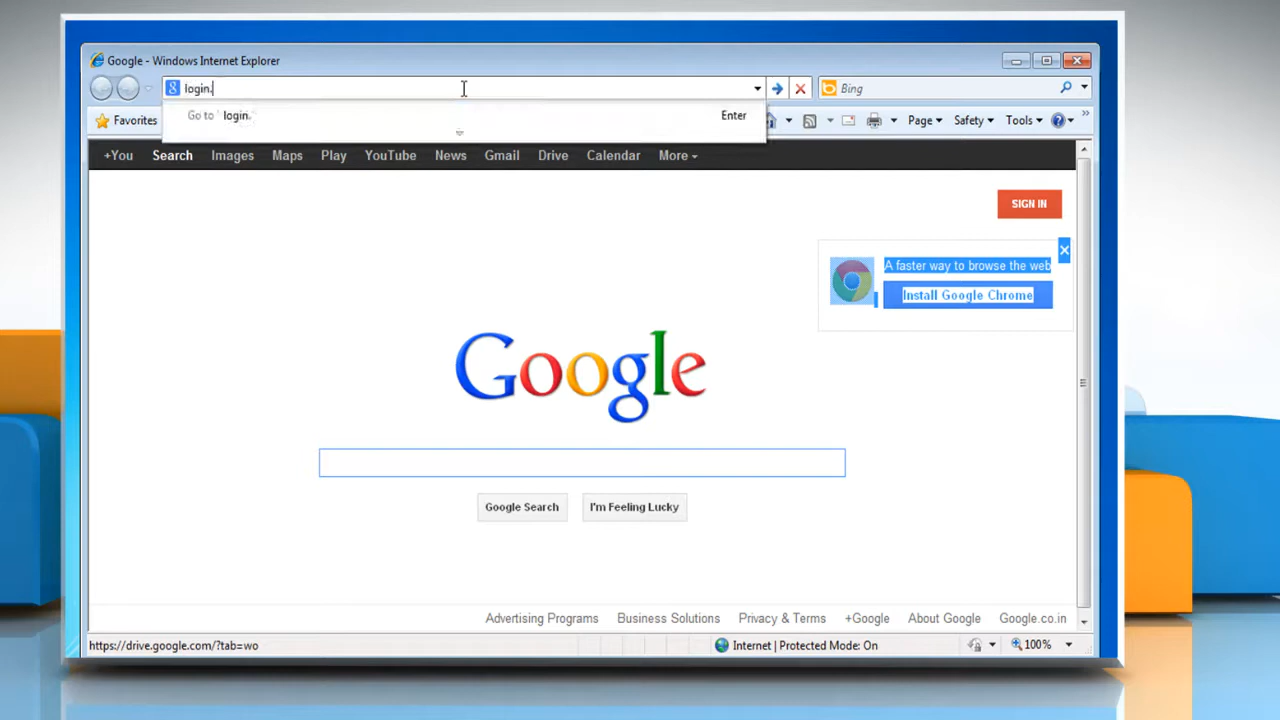 Google - Windows Internet Explorer
login.
Bing
Go to ' login.'
Enter
Favorites
Page
Safety
Tools
+You Search Images Maps Play YouTube News Gmail Drive Calendar More
SIGN IN
A faster way to browse the web
Install Google Chrome
Google
Google Search
I'm Feeling Lucky
Advertising Programs Business Solutions Privacy & Terms +Google About Google Google.co.in
https://drive.google.com/?tab=wo
Internet | Protected Mode: On
100%